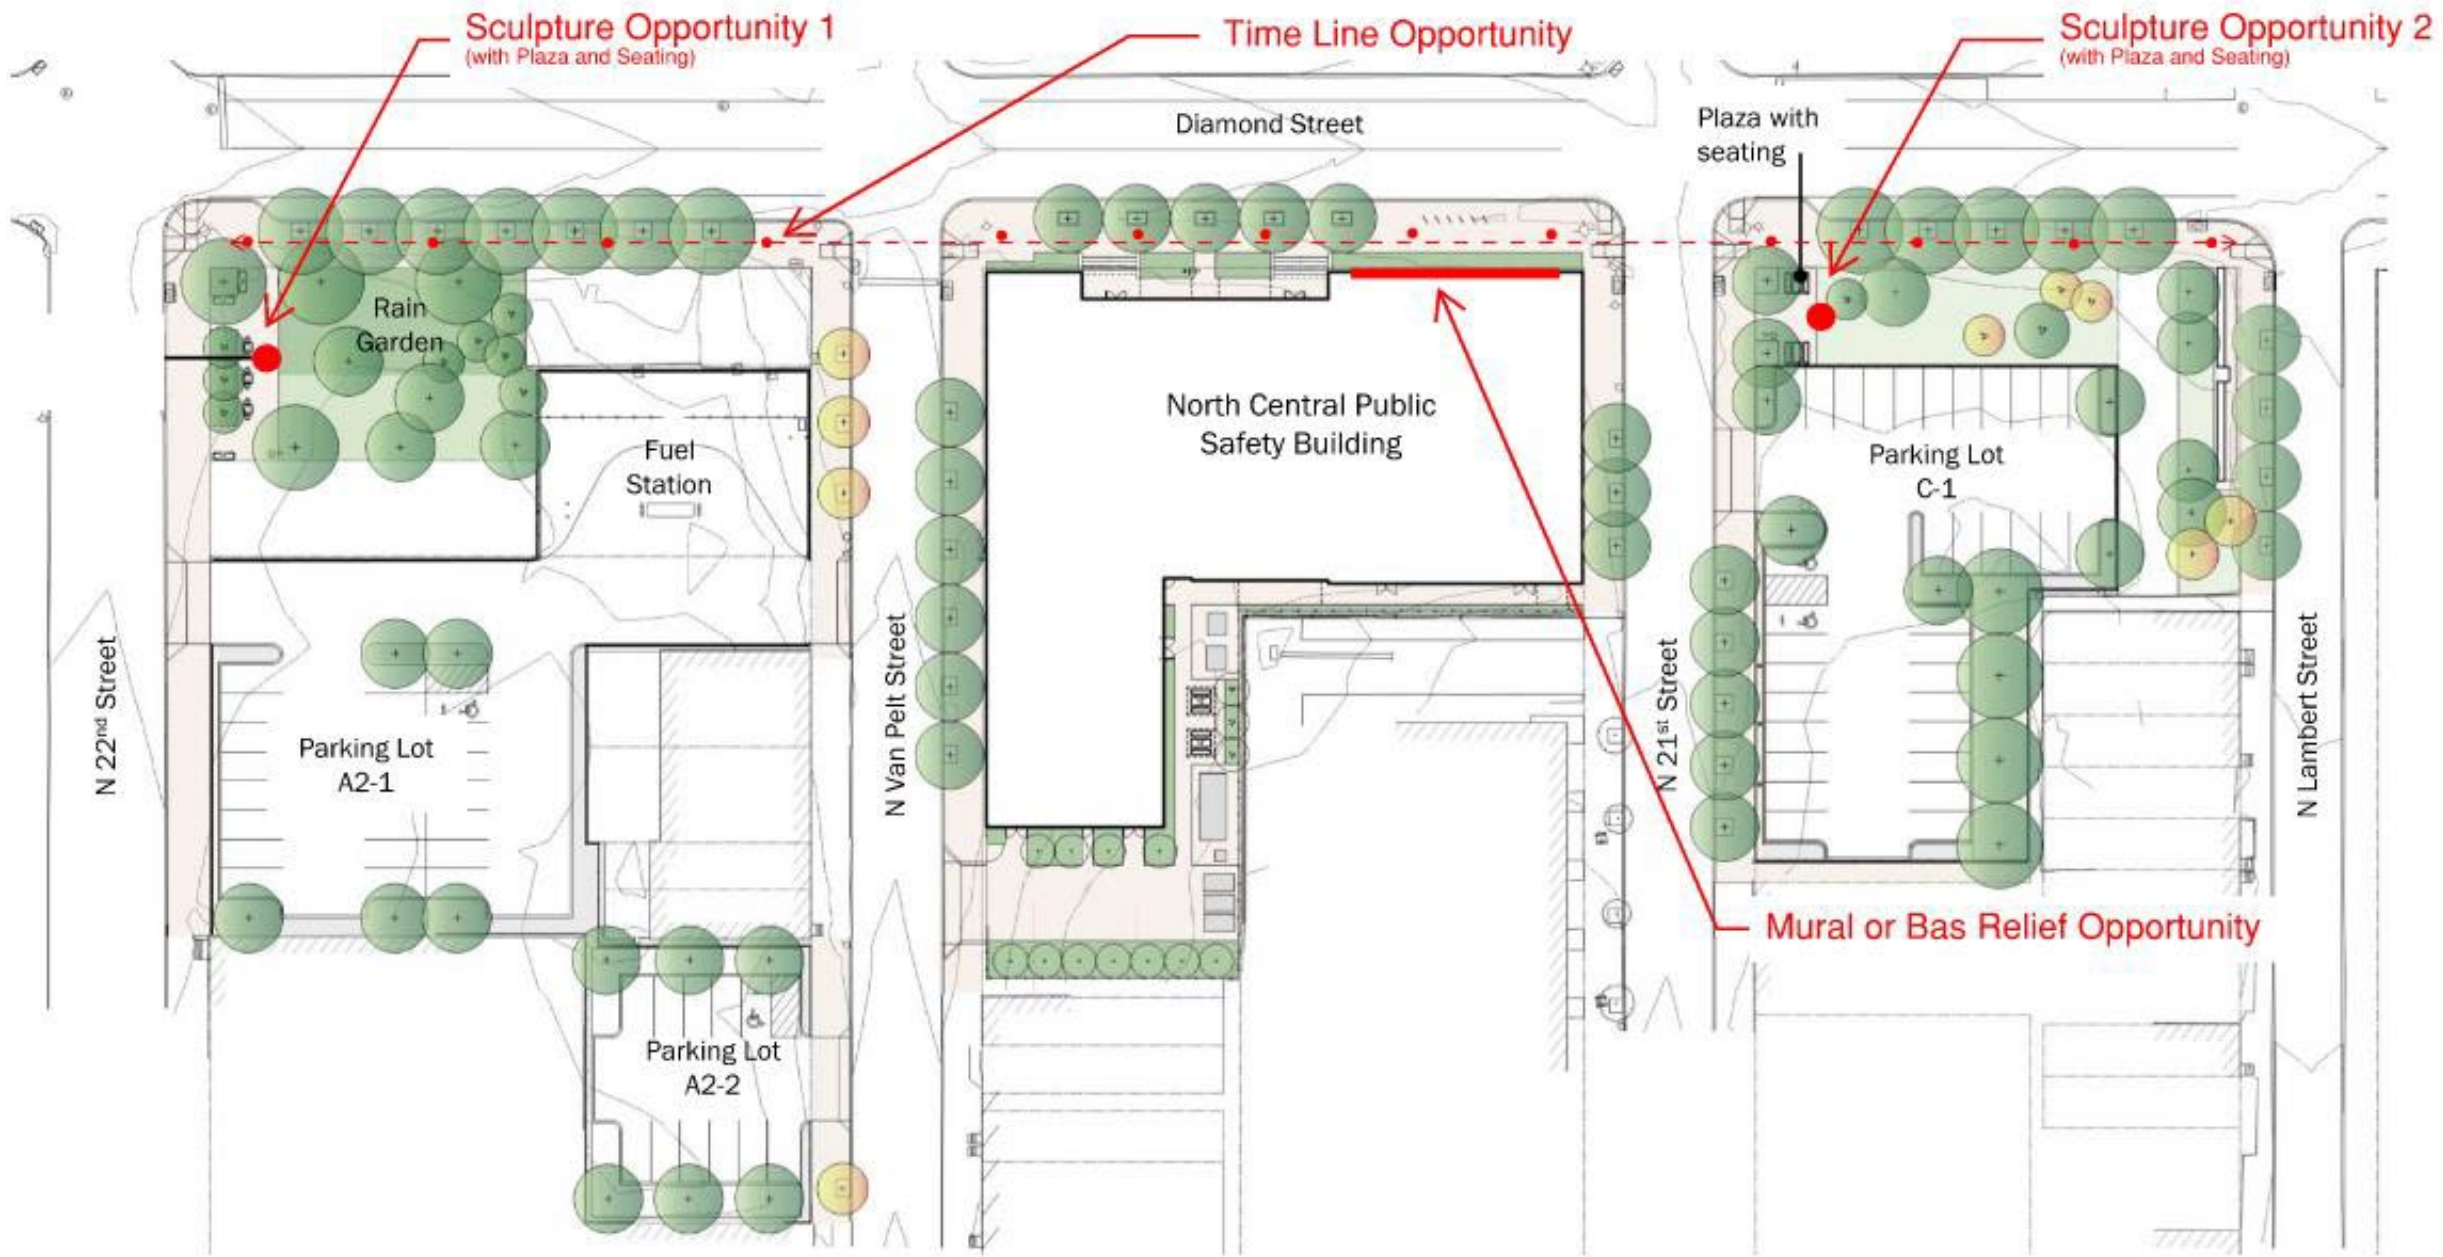 Sculpture Opportunity 1
(with Plaza and Seating)
Time Line Opportunity
Sculpture Opportunity 2
(with Plaza and Seating)
Diamond Street
Plaza with
seating
Rain
Garden
Fuel
Station
North Central Public
Safety Building
Parking Lot
C-1
N 22nd Street
Parking Lot
A2-1
N Van Pelt Street
N 21st Street
N Lambert Street
Mural or Bas Relief Opportunity
Parking Lot
A2-2